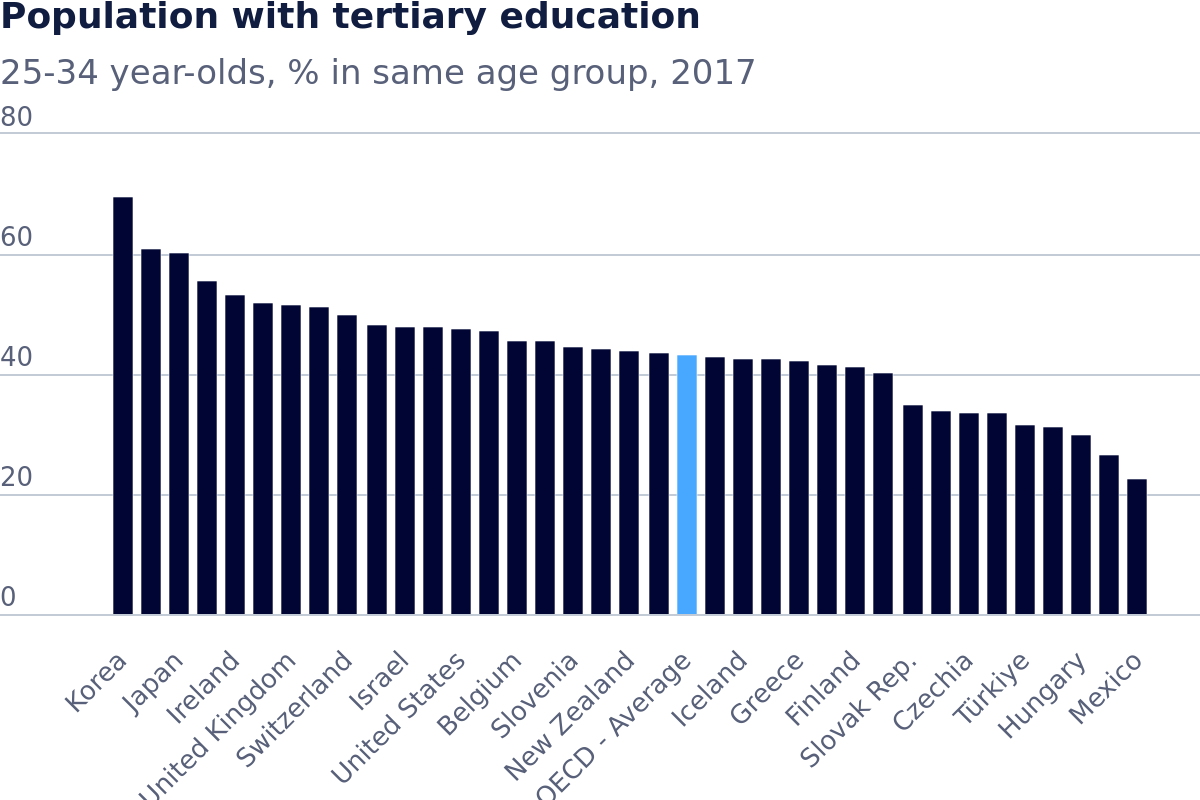 Population with tertiary education
25-34 year-olds, % in same age group, 2017
80
60
40
20
0
Korea
Japan
Ireland
United Kingdom
Switzerland
Israel
United States
Belgium
Slovenia
New Zealand
OECD - Average
Iceland
Greece
Finland
Slovak Rep.
Czechia
Türkiye
Hungary
Mexico